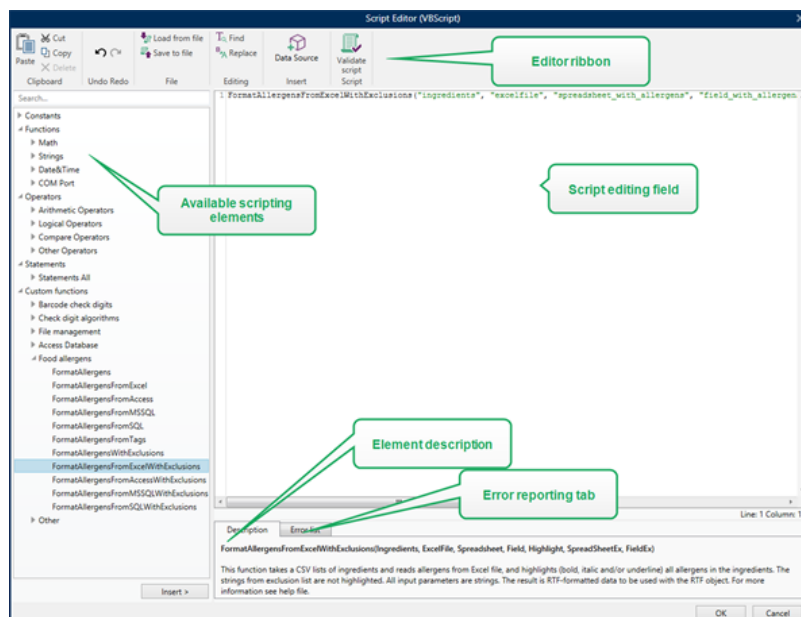 Script Editor (VBScript)
Paste
Cut
Copy
Delete
Clipboard
Undo Redo
Load from file
Save to file
File
Find
Replace
Editing
Data Source
Insert
Validate
script
Script
Editor ribbon
Search...
Constants
Functions
Math
Strings
Date&Time
COM Port
Operators
Arithmetic Operators
Logical Operators
Compare Operators
Other Operators
Statements
Statements All
Custom functions
Barcode check digits
Check digit algorithms
File management
Access Database
Food allergens
FormatAllergens
FormatAllergensFromExcel
FormatAllergensFromAccess
FormatAllergensFromMSSQL
FormatAllergensFromSQL
FormatAllergensFromTags
FormatAllergensWithExclusions
FormatAllergensFromExcelWithExclusions
FormatAllergensFromAccessWithExclusions
FormatAllergensFromMSSQLWithExclusions
FormatAllergensFromSQLWithExclusions
Other
Insert >
Available scripting
elements
1 FormatAllergensFromExcelWithExclusions("ingredients", "excelfile", "spreadsheet_with_allergens", "field_with_allergen
Script editing field
Element description
Error reporting tab
Line: 1 Column: 1
Description
Error list
FormatAllergensFromExcelWithExclusions(Ingredients, ExcelFile, Spreadsheet, Field, Highlight, SpreadSheetEx, FieldEx)
This function takes a CSV lists of ingredients and reads allergens from Excel file, and highlights (bold, italic and/or underline) all allergens in the ingredients. The
strings from exclusion list are not highlighted. All input parameters are strings. The result is RTF-formatted data to be used with the RTF object. For more
information see help file.
OK
Cancel